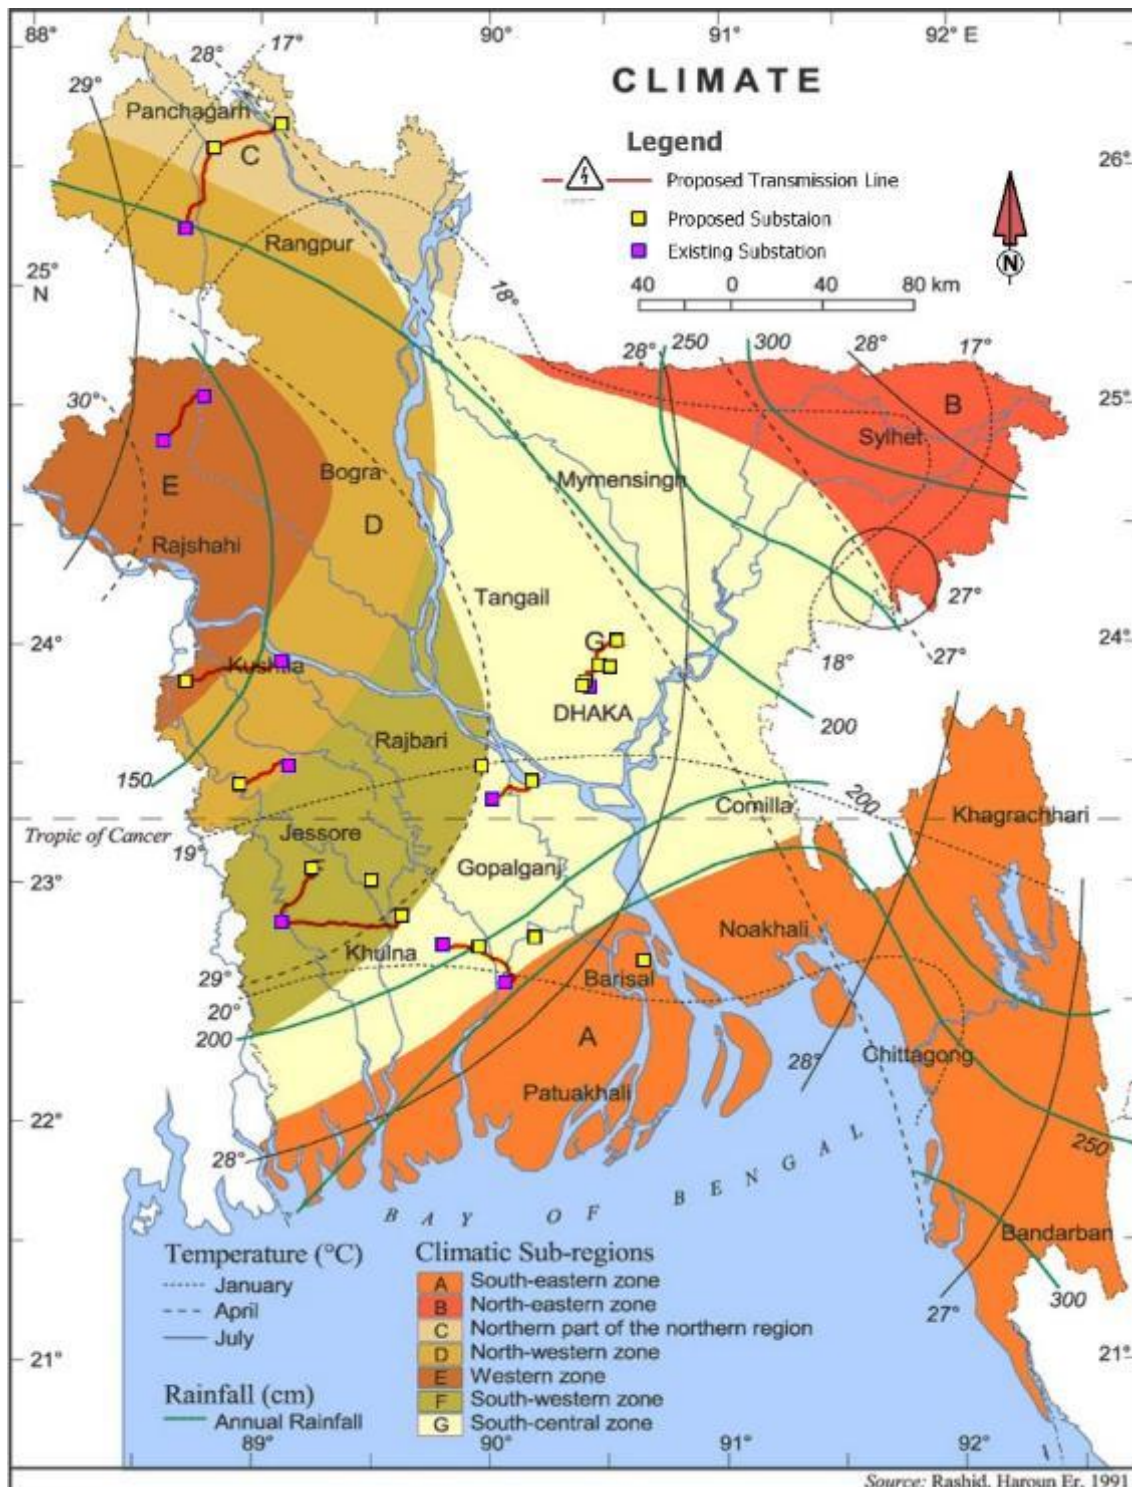 88°
90°
91°
92° E
17°
28°
29°
CLIMATE
Legend
Proposed Transmission Line
Proposed Substaion
Existing Substation
N
40 0 40 80 km
Panchagarh
C
26°
26°
Rangpur
25°
N
18°
28°
250
300
28°
17°
B
Sylhet
25°
30°
E
Bogra
D
Mymensingh
Rajshahi
Tangail
27°
24°
24°
G
18°
27°
Kushtia
DHAKA
200
Rajbari
150
Comilla
200
Khagrachhari
Tropic of Cancer
Jessore
19°
Gopalganj
23°
23°
Noakhali
Khulna
Barisal
29°
20°
200
A
28°
Chittagong
Patuakhali
22°
22°
250
28°
BAY OF BENGAL
Bandarban
300
27°
Temperature (°C)
January
April
July
Rainfall (cm)
Annual Rainfall
Climatic Sub-regions
A South-eastern zone
B North-eastern zone
C Northern part of the northern region
D North-western zone
E Western zone
F South-western zone
G South-central zone
21°
21°
89°
90°
91°
92°
Source: Rashid, Haroun Er, 1991